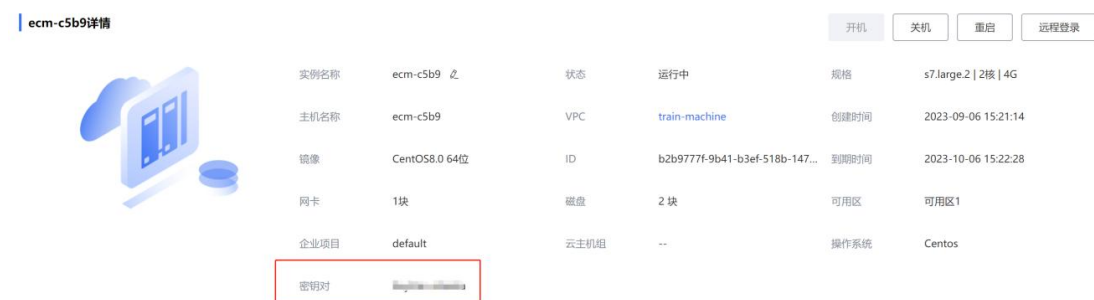 ecm-c5b9详情
开机 关机 重启 远程登录
实例名称 ecm-c5b9 状态 运行中 规格 s7.large.2 | 2核 | 4G
主机名称 ecm-c5b9 VPC train-machine 创建时间 2023-09-06 15:21:14
镜像 CentOS8.0 64位 ID b2b9777f-9b41-b3ef-518b-147... 到期时间 2023-10-06 15:22:28
网卡 1块 磁盘 2 块 可用区 可用区1
企业项目 default 云主机组 -- 操作系统 Centos
密钥对